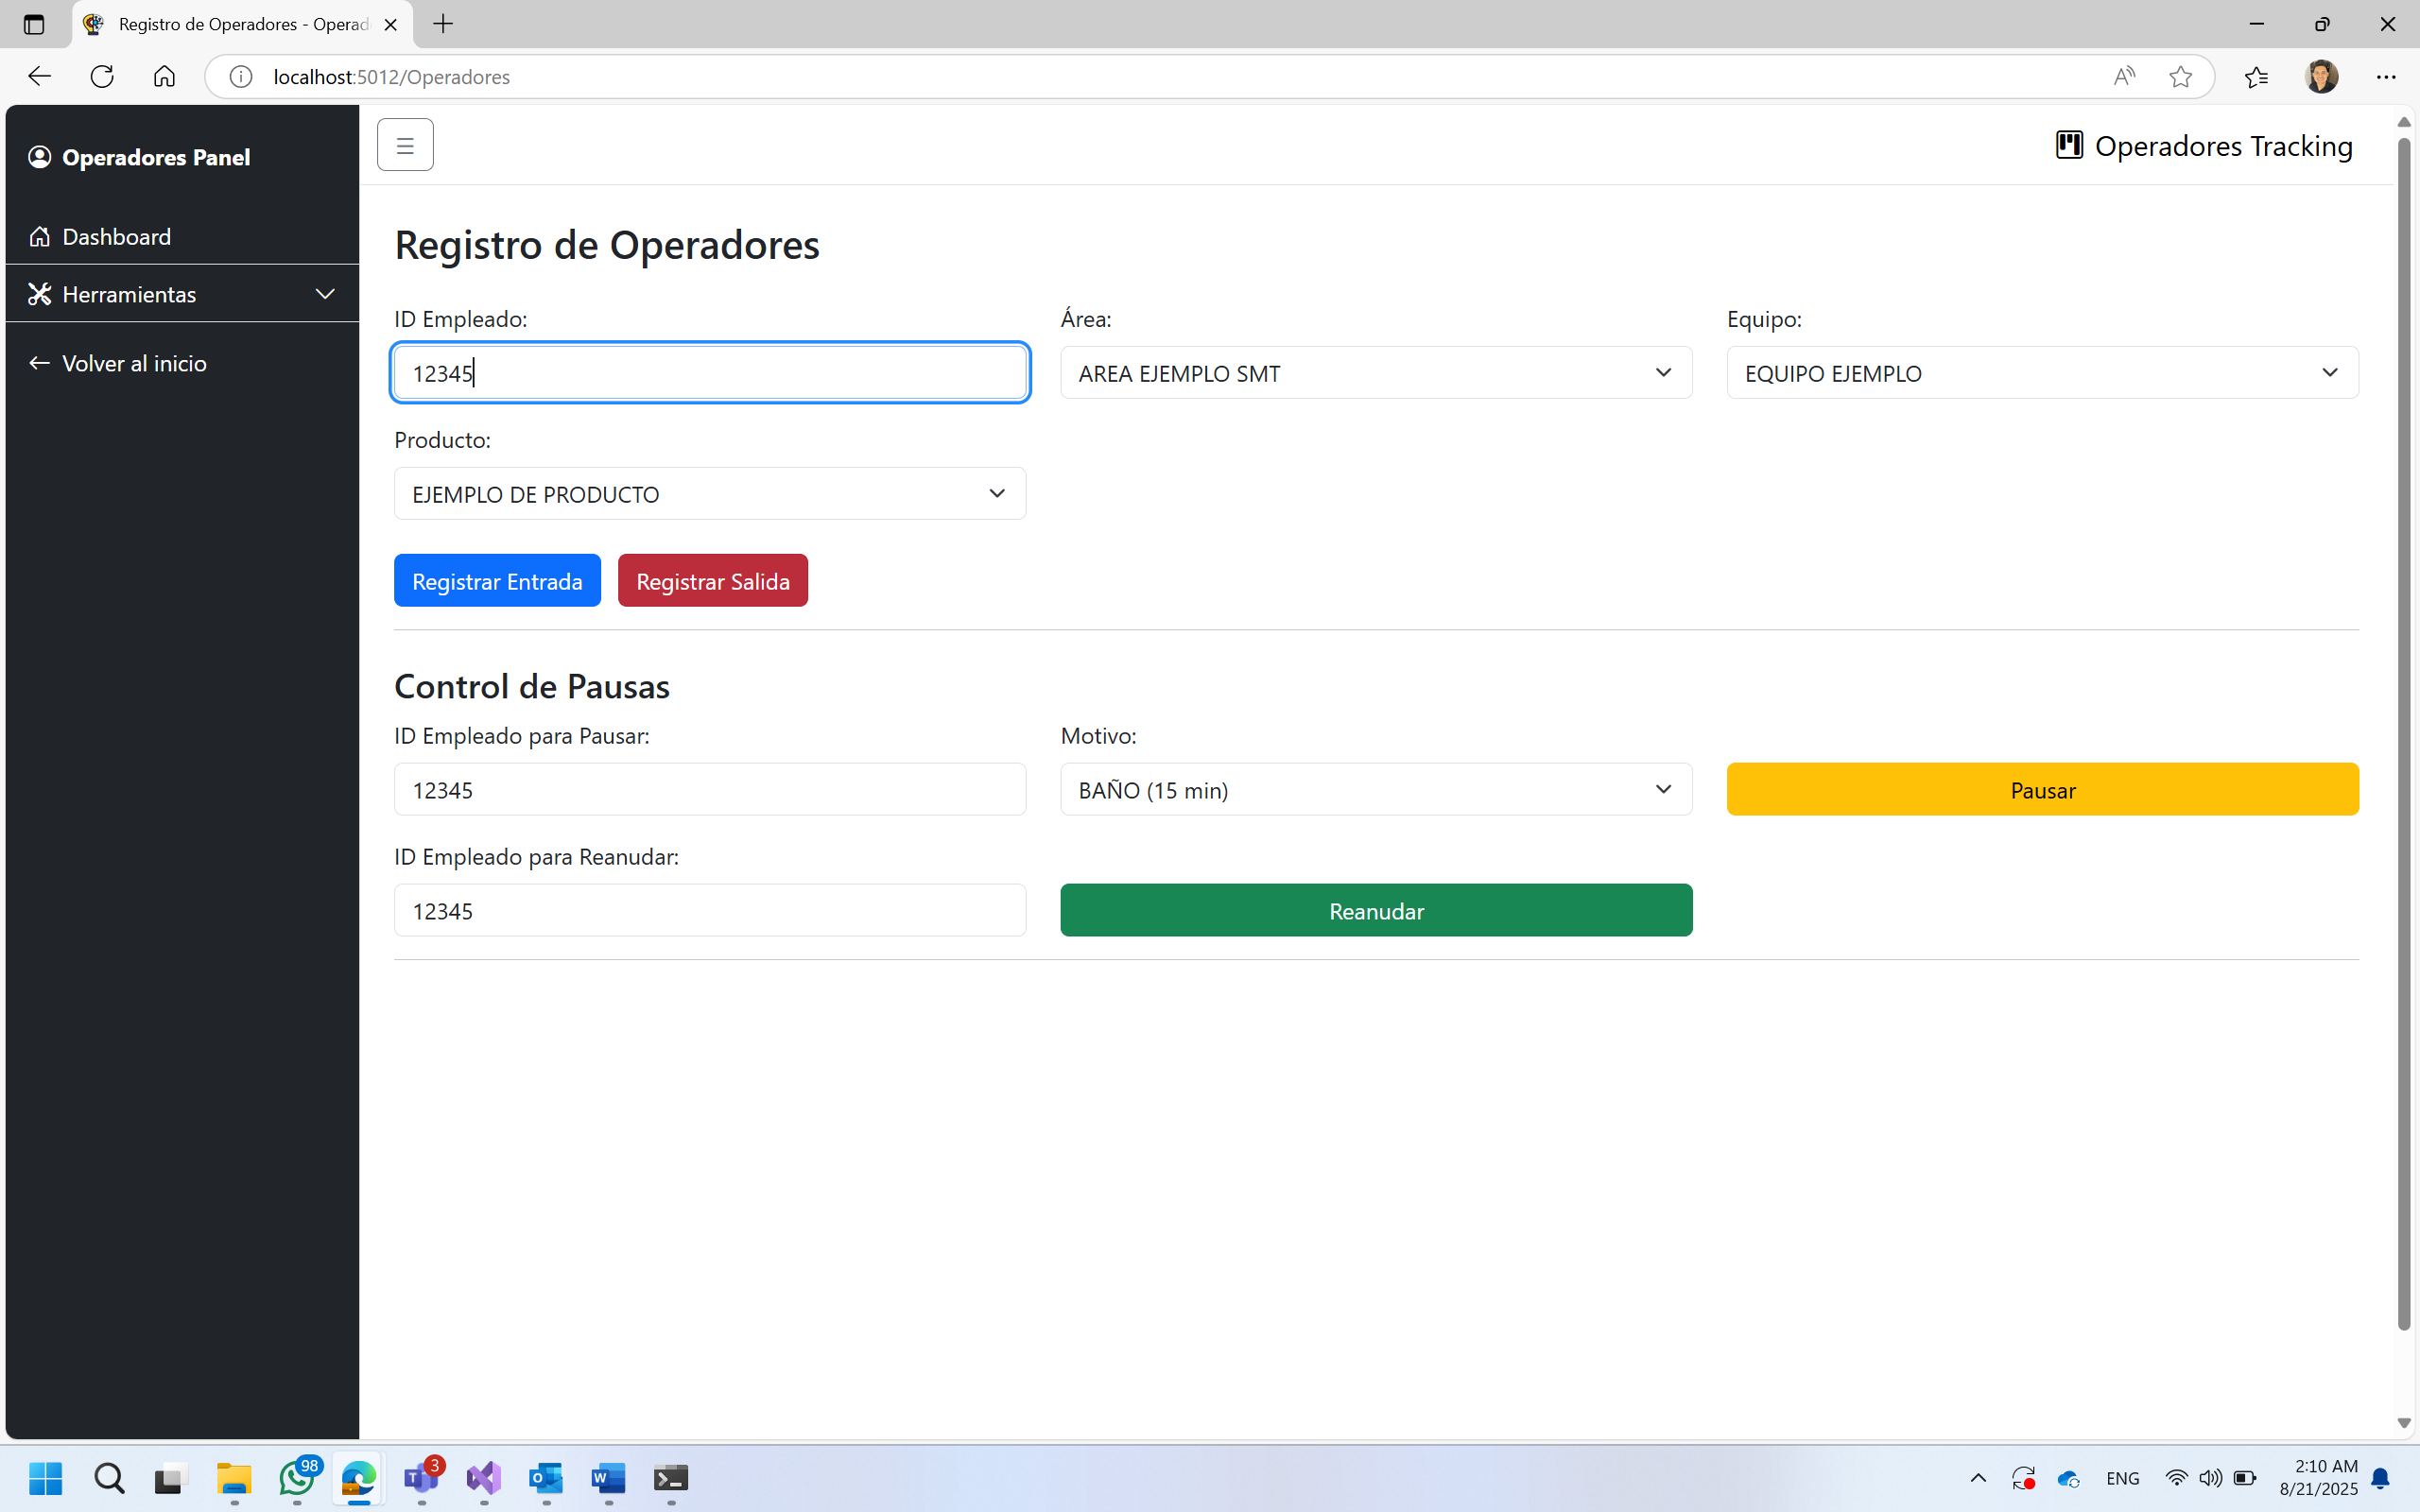 Registro de Operadores - Operad
localhost:5012/Operadores
Operadores Panel
Dashboard
Herramientas
Volver al inicio
Operadores Tracking
Registro de Operadores
ID Empleado:
Área:
Equipo:
12345
AREA EJEMPLO SMT
EQUIPO EJEMPLO
Producto:
EJEMPLO DE PRODUCTO
Registrar Entrada
Registrar Salida
Control de Pausas
ID Empleado para Pausar:
Motivo:
12345
BAÑO (15 min)
Pausar
ID Empleado para Reanudar:
12345
Reanudar
98
3
ENG
2:10 AM
8/21/2025